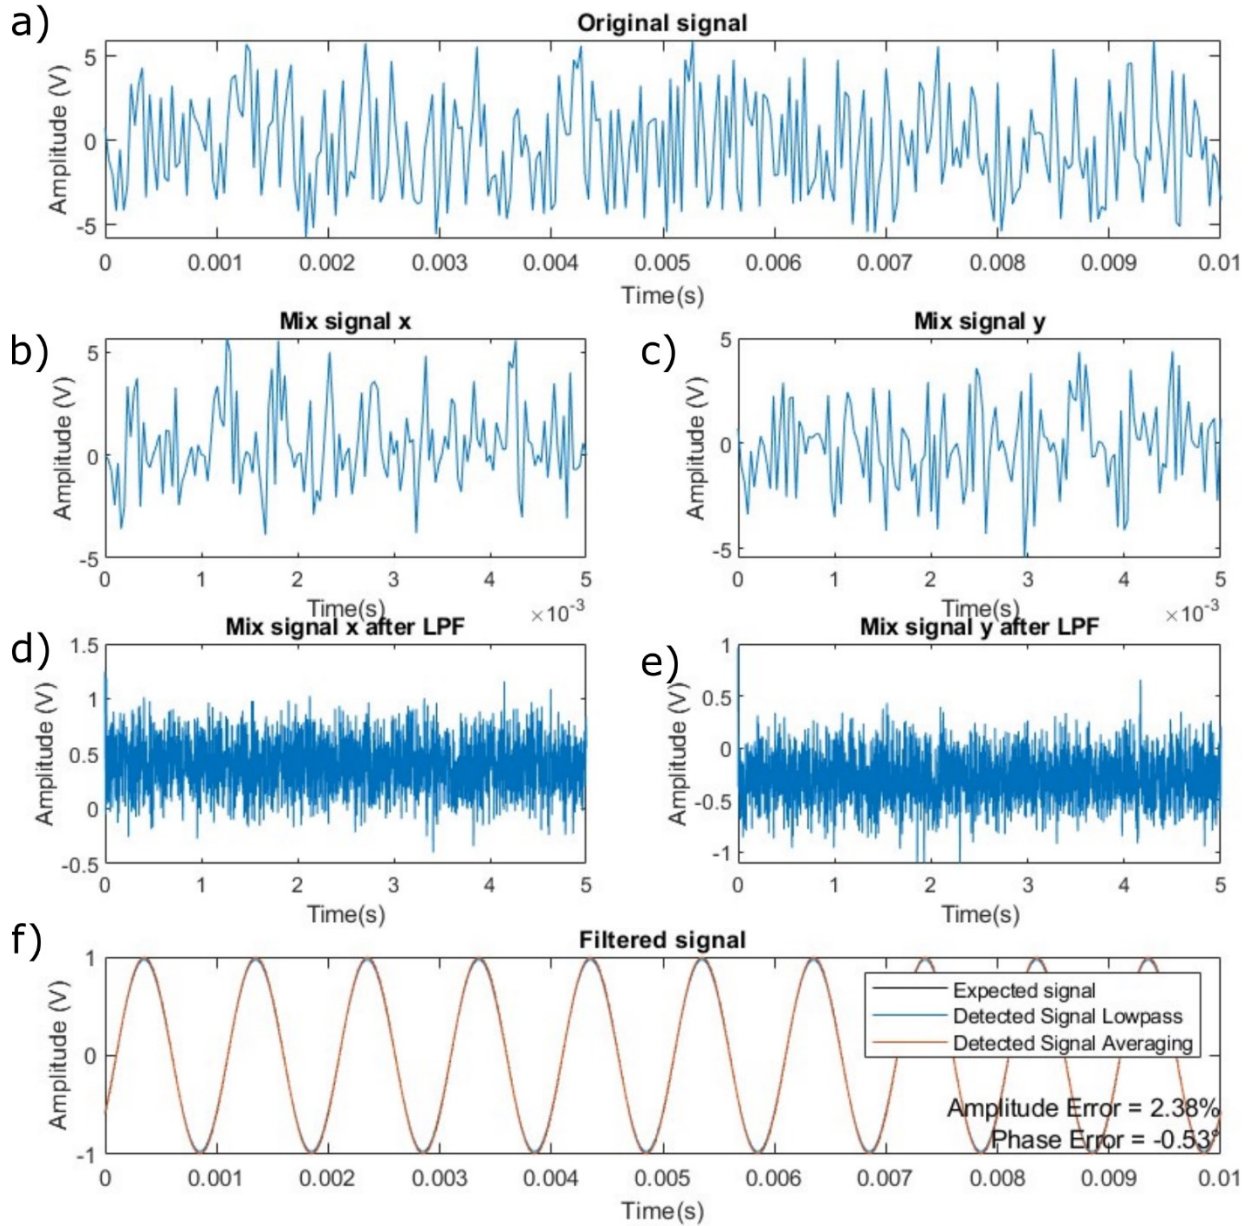 a)
Original signal
Amplitude (V)
5
0
-5
0 0.001 0.002 0.003 0.004 0.005 0.006 0.007 0.008 0.009 0.01
Time(s)
b)
Mix signal x
Amplitude (V)
5
0
-5
0 1 2 3 4 5
Time(s)
×10-3
c)
Mix signal y
Amplitude (V)
5
0
-5
0 1 2 3 4 5
Time(s)
×10-3
d)
Mix signal x after LPF
Amplitude (V)
1.5
1
0.5
0
-0.5
0 1 2 3 4 5
Time(s)
e)
Mix signal y after LPF
Amplitude (V)
1
0.5
0
-0.5
-1
0 1 2 3 4 5
Time(s)
f)
Filtered signal
Amplitude (V)
1
0
-1
Expected signal
Detected Signal Lowpass
Detected Signal Averaging
Amplitude Error = 2.38%
Phase Error = -0.53°
0 0.001 0.002 0.003 0.004 0.005 0.006 0.007 0.008 0.009 0.01
Time(s)